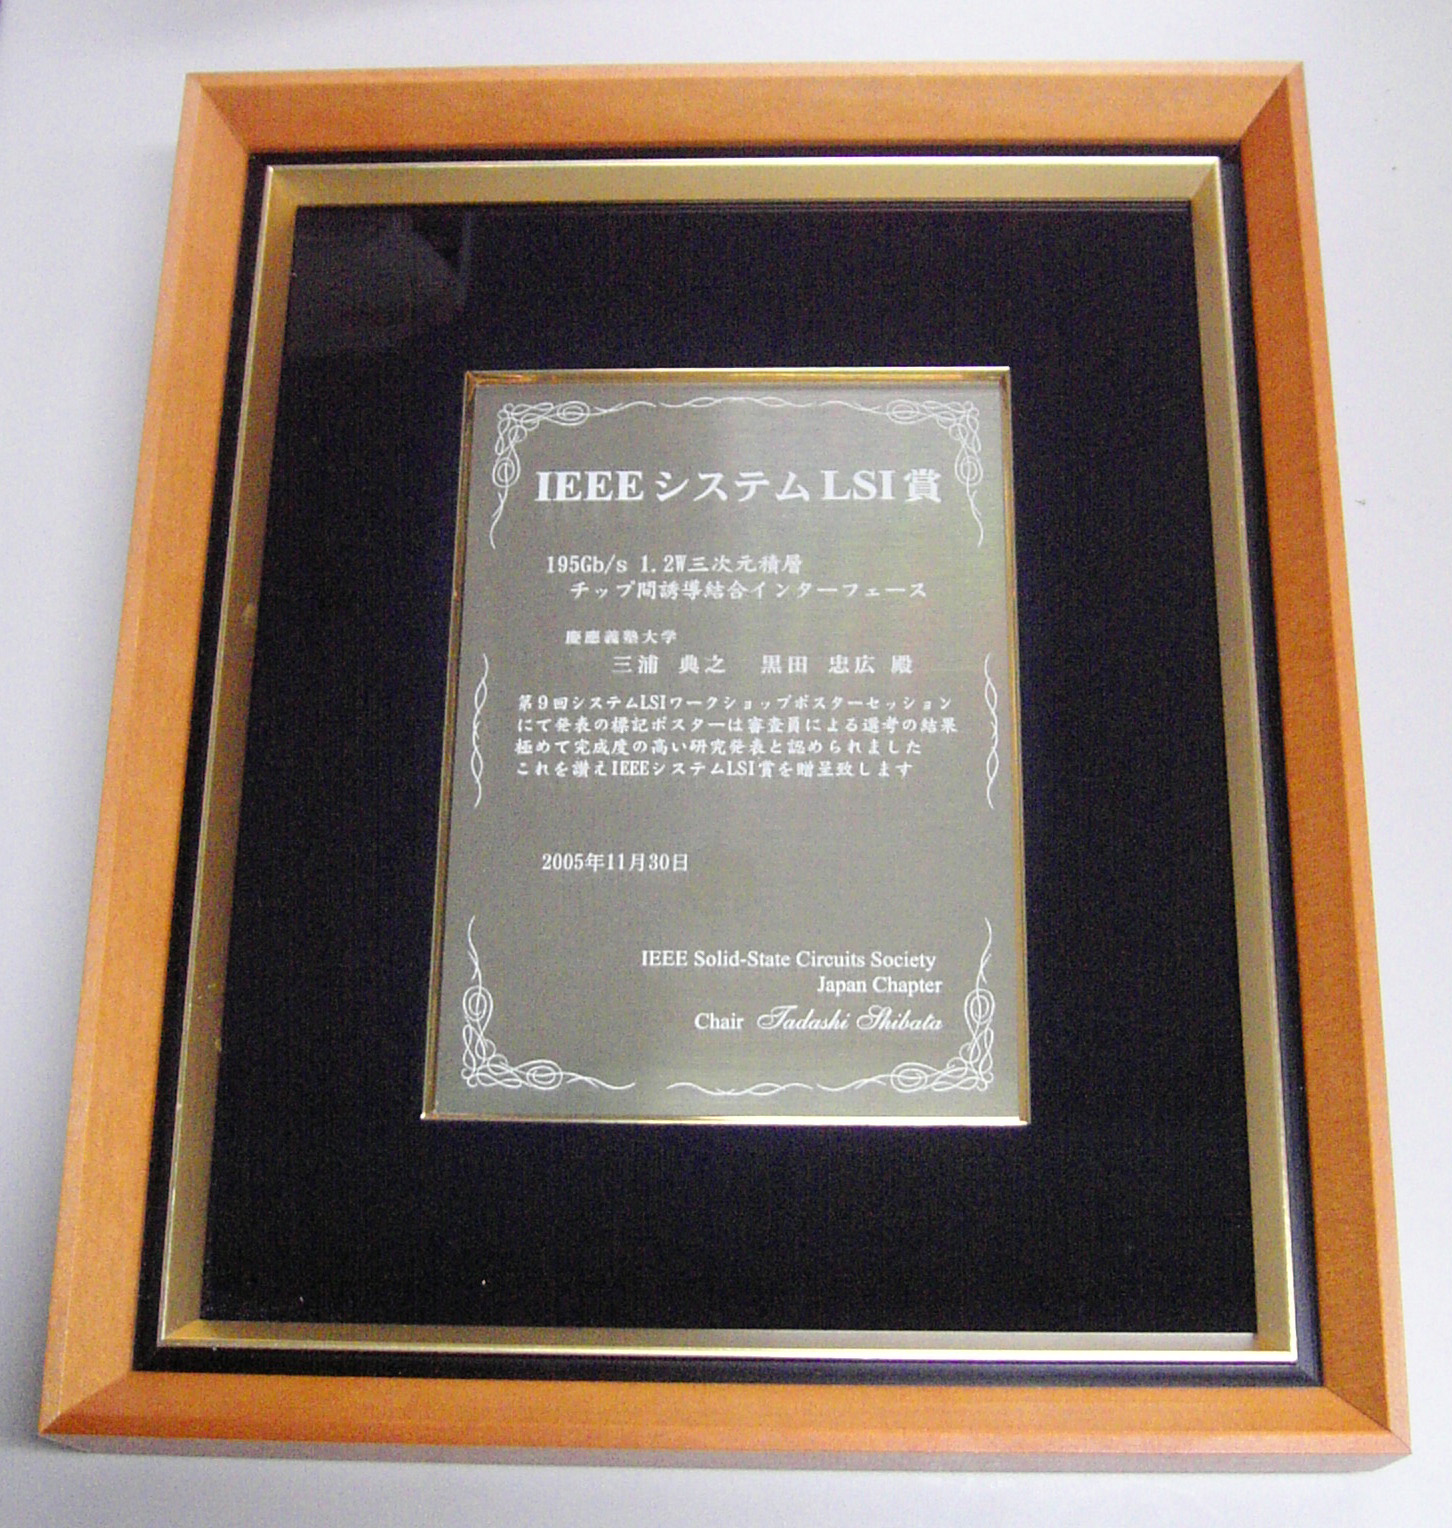 IEEEシステムLSI賞
195Gb/s 1.2W三次元積層
チップ間誘導結合インターフェース
慶應義塾大学
三浦 典之 黒田 忠広 殿
第9回システムLSIワークショップポスターセッション
にて発表の標記ポスターは審査員による選考の結果
極めて完成度の高い研究発表と認められました
これを讃えIEEEシステムLSI賞を贈呈致します
2005年11月30日
IEEE Solid-State Circuits Society
Japan Chapter
Chair Tadashi Shibata